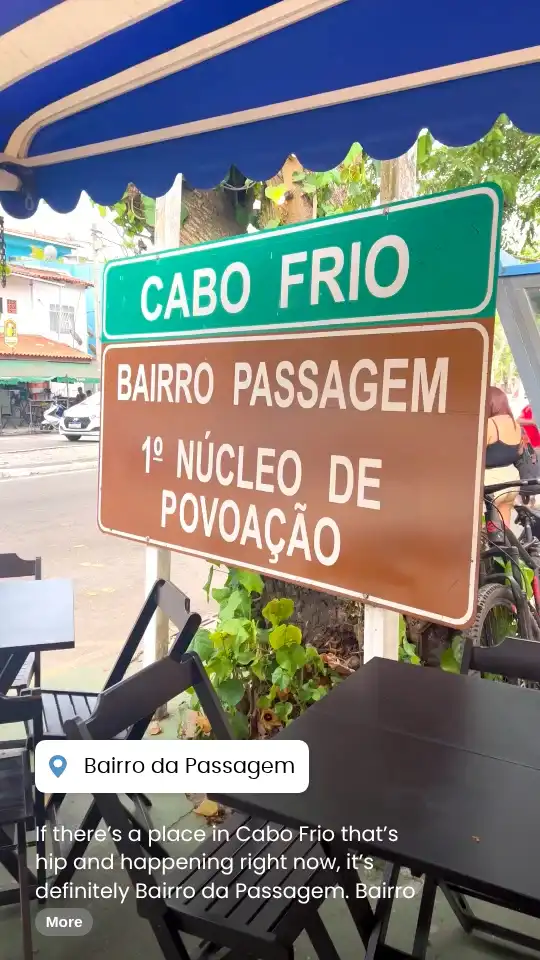 CABO FRIO
BAIRRO PASSAGEM
1º NÚCLEO DE
POVOAÇÃO
Bairro da Passagem
If there's a place in Cabo Frio that's
hip and happening right now, it's
definitely Bairro da Passagem. Bairro
More